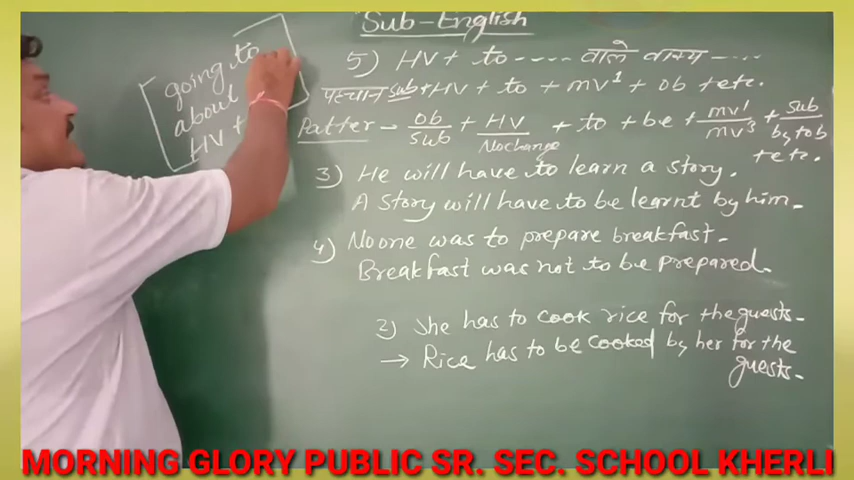 Sub-English
5) HV+ to ---- वाले वाक्य ----
पहचान sub+HV + to + mv1 + ob + etc.
Patter → ob/sub + HV/Nochange + to + be + mv1/mv3 + sub/by to b + etc.
3) He will have to learn a story.
A story will have to be learnt by him.
4) No one was to prepare breakfast.
Breakfast was not to be prepared.
2) She has to cook rice for the guests.
→ Rice has to be cooked by her for the
guests.
going to
about
HV +
MORNING GLORY PUBLIC SR. SEC. SCHOOL KHERLI